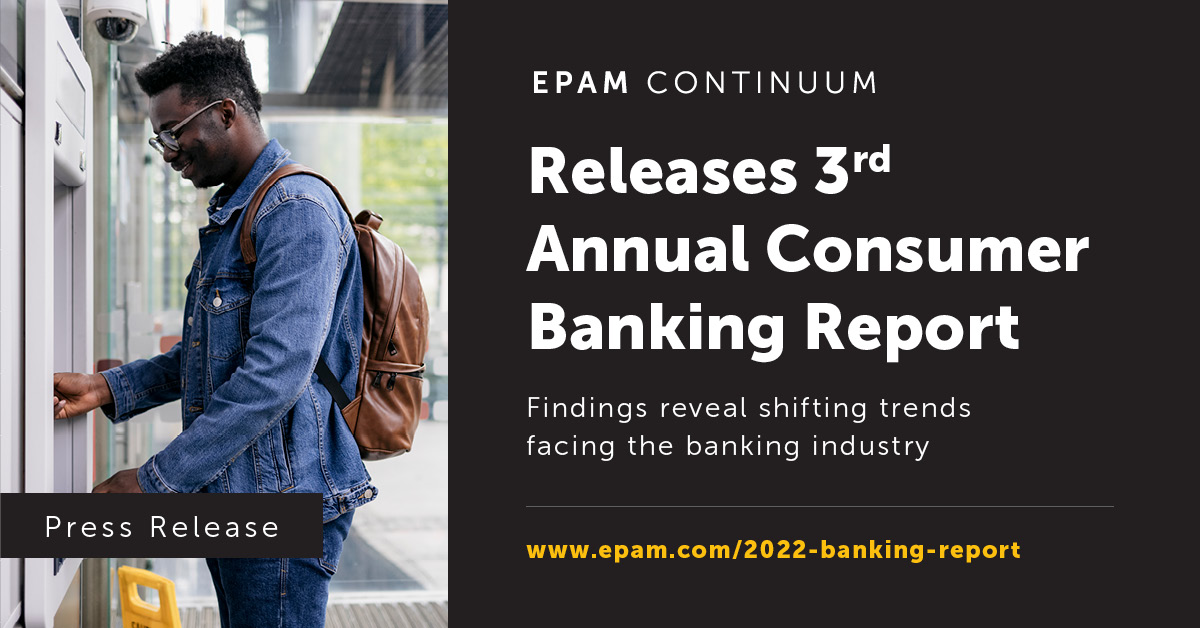 EPAM CONTINUUM
Releases 3rd
Annual Consumer
Banking Report
Findings reveal shifting trends
facing the banking industry
www.epam.com/2022-banking-report
Press Release